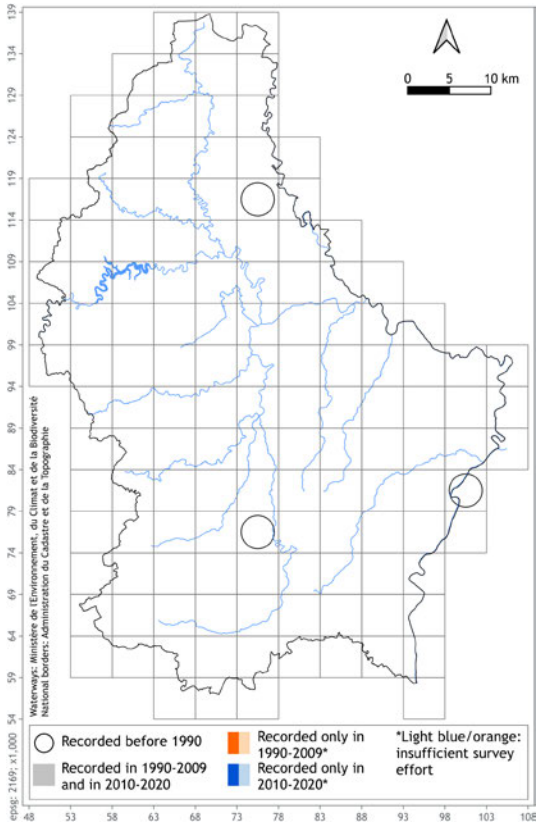 139
134
129
124
119
114
109
104
99
94
89
84
79
74
69
64
59
54
0 5 10 km
Waterways: Ministère de l'Environnement, du Climat et de la Biodiversité
National borders: Administration du Cadastre et de la Topographie
epsg: 2169; x1,000
Recorded before 1990
Recorded in 1990-2009
and in 2010-2020
Recorded only in
1990-2009*
Recorded only in
2010-2020*
*Light blue/orange:
insufficient survey
effort
48 53 58 63 68 73 78 83 88 93 98 103 108